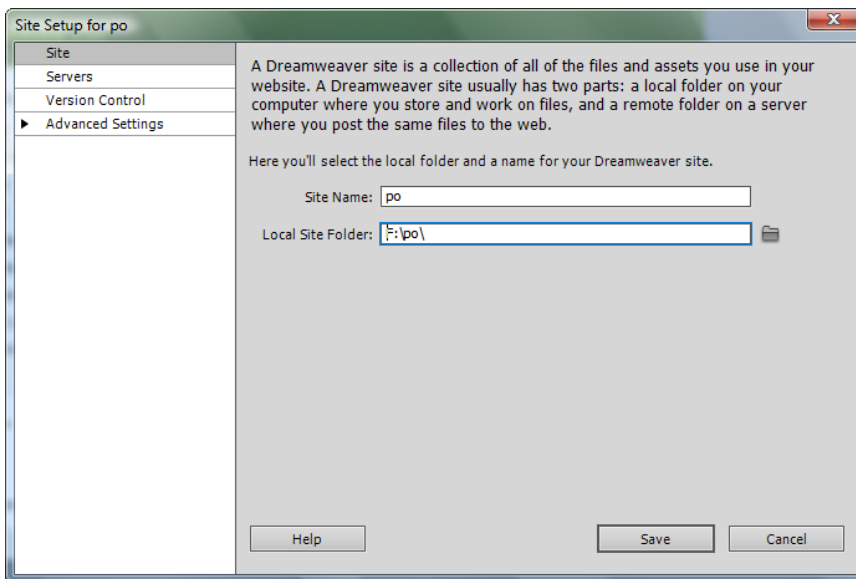 Site Setup for po
Site
Servers
Version Control
Advanced Settings
A Dreamweaver site is a collection of all of the files and assets you use in your
website. A Dreamweaver site usually has two parts: a local folder on your
computer where you store and work on files, and a remote folder on a server
where you post the same files to the web.
Here you'll select the local folder and a name for your Dreamweaver site.
Site Name: po
Local Site Folder: F:\po\
Help Save Cancel